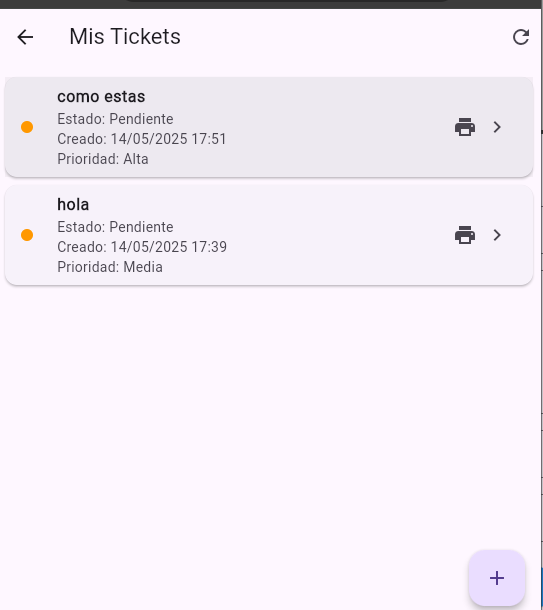 Mis Tickets
como estas
Estado: Pendiente
Creado: 14/05/2025 17:51
Prioridad: Alta
hola
Estado: Pendiente
Creado: 14/05/2025 17:39
Prioridad: Media